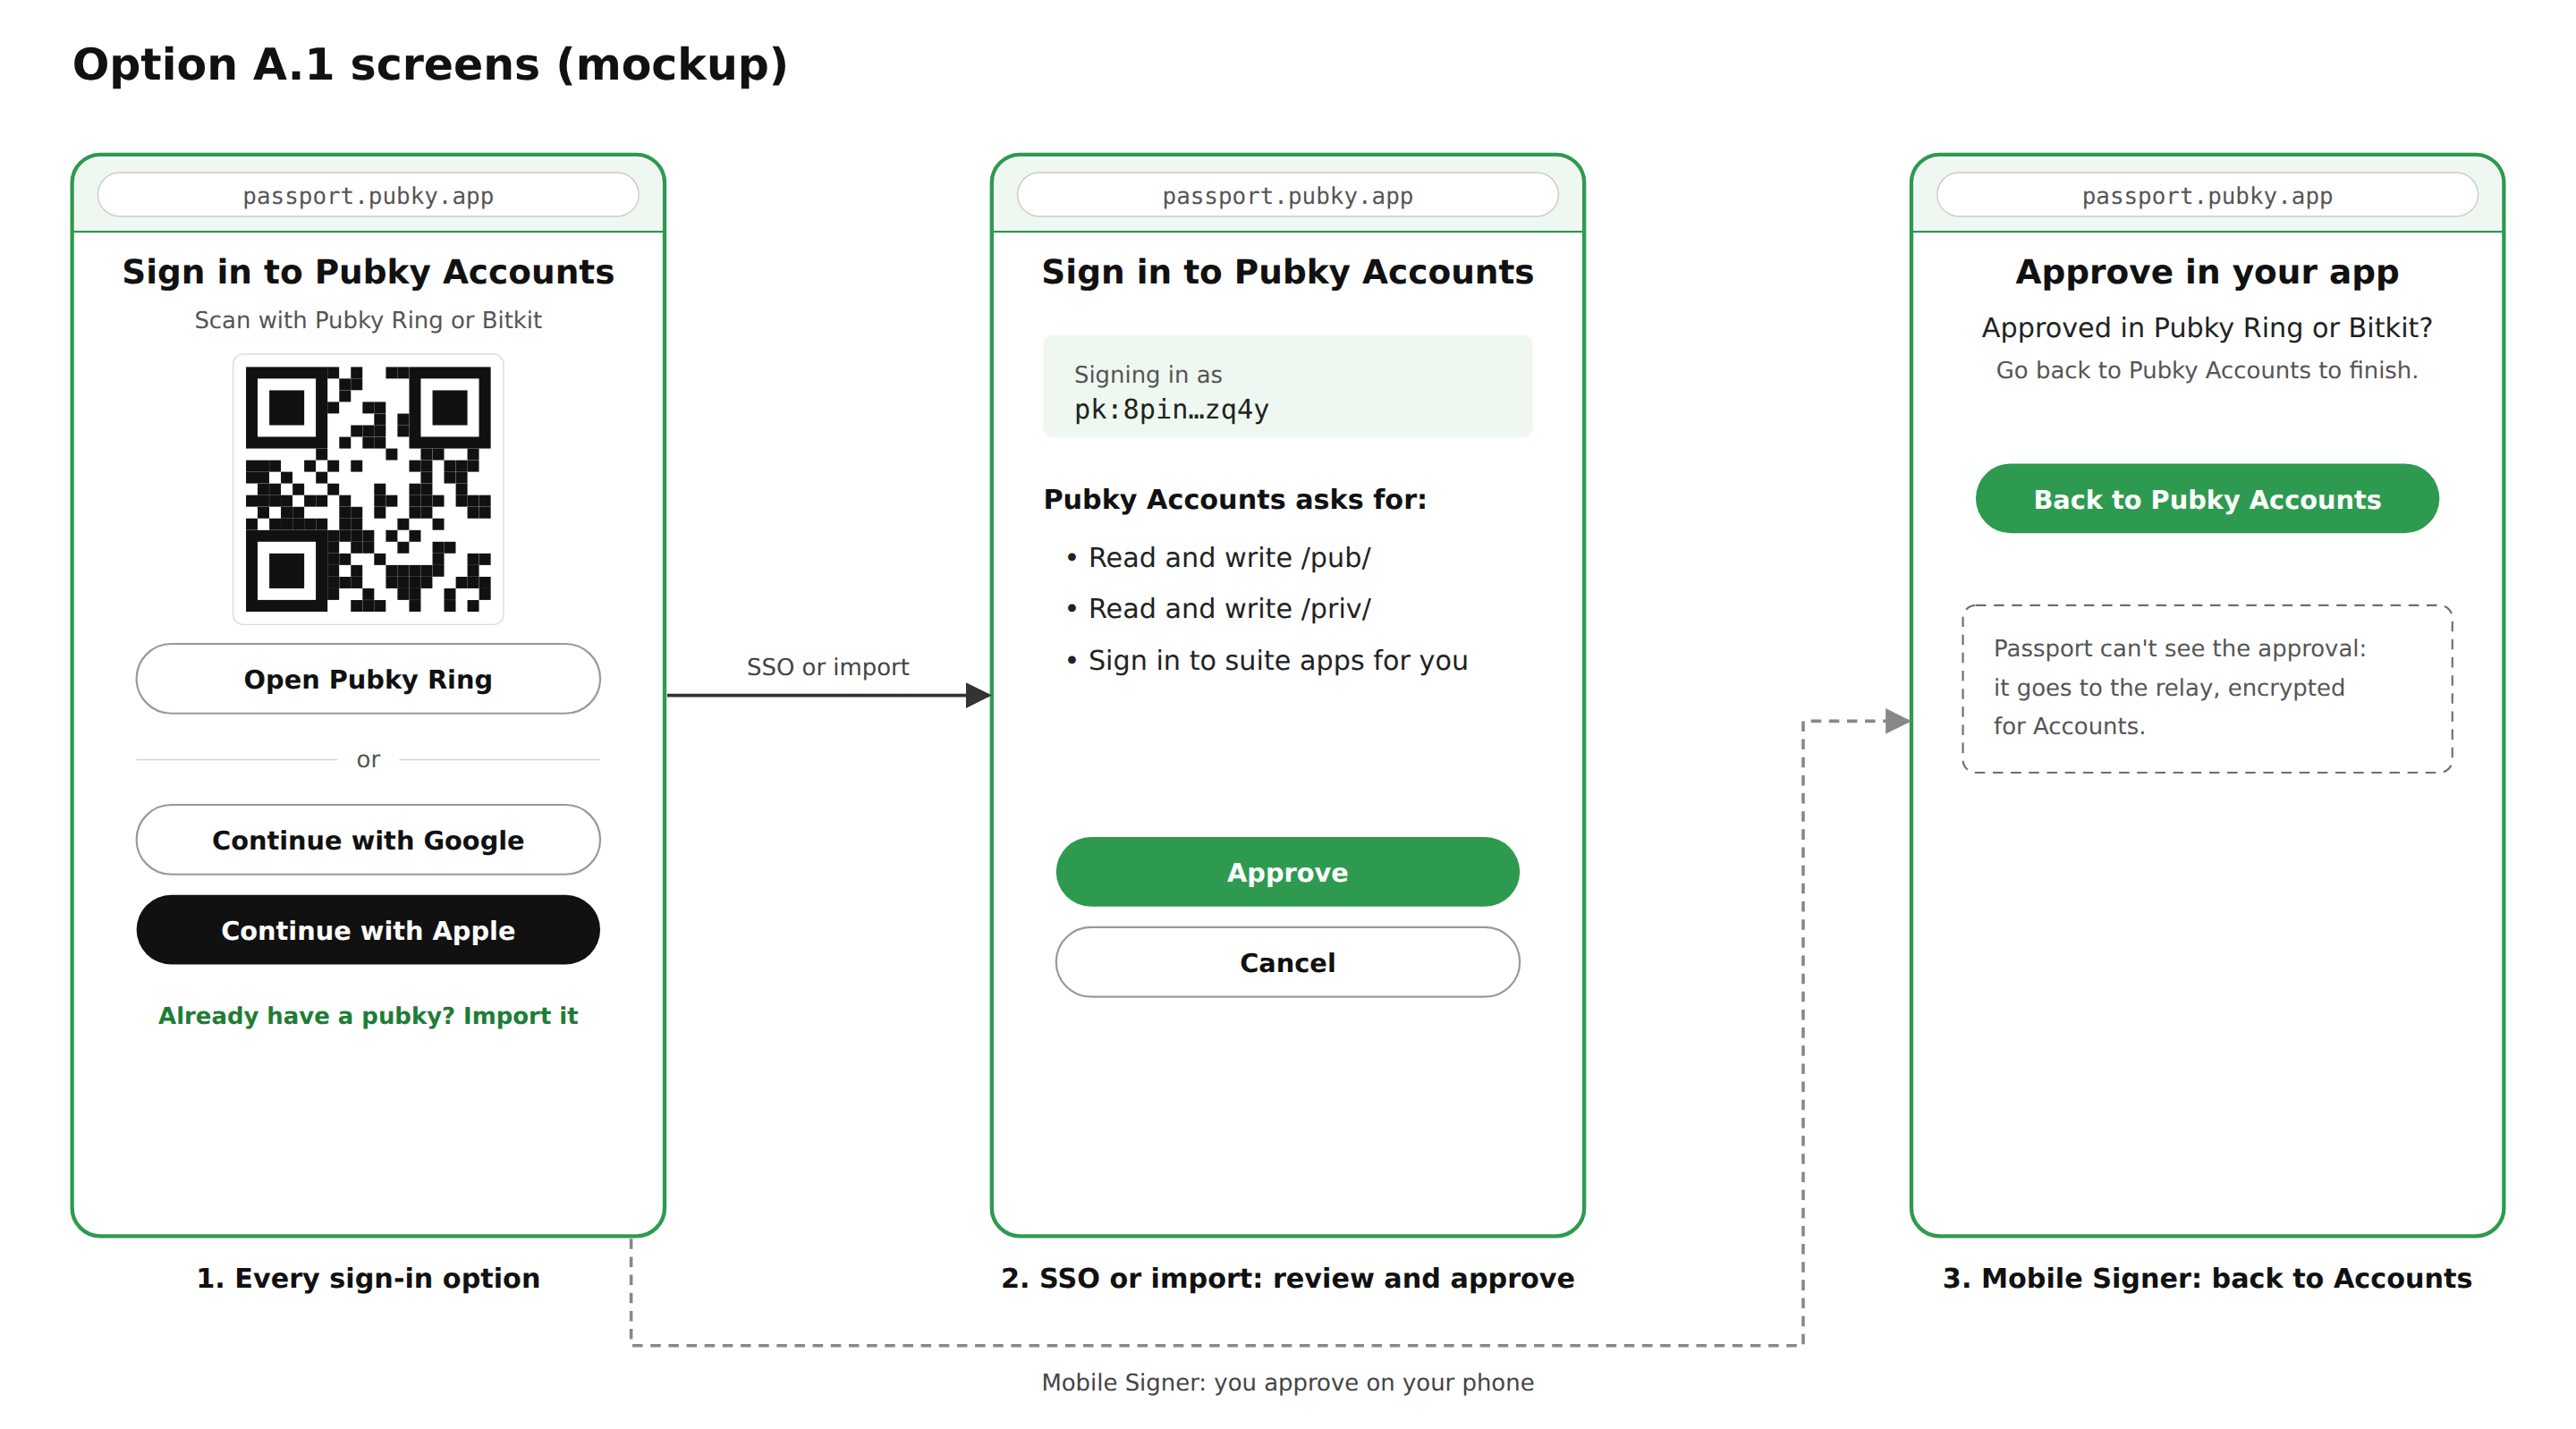 Option A.1 screens (mockup)
passport.pubky.app
Sign in to Pubky Accounts
Scan with Pubky Ring or Bitkit
Open Pubky Ring
or
Continue with Google
Continue with Apple
Already have a pubky? Import it
1. Every sign-in option
SSO or import
passport.pubky.app
Sign in to Pubky Accounts
Signing in as
pk:8pin…zq4y
Pubky Accounts asks for:
• Read and write /pub/
• Read and write /priv/
• Sign in to suite apps for you
Approve
Cancel
2. SSO or import: review and approve
passport.pubky.app
Approve in your app
Approved in Pubky Ring or Bitkit?
Go back to Pubky Accounts to finish.
Back to Pubky Accounts
Passport can't see the approval:
it goes to the relay, encrypted
for Accounts.
3. Mobile Signer: back to Accounts
Mobile Signer: you approve on your phone